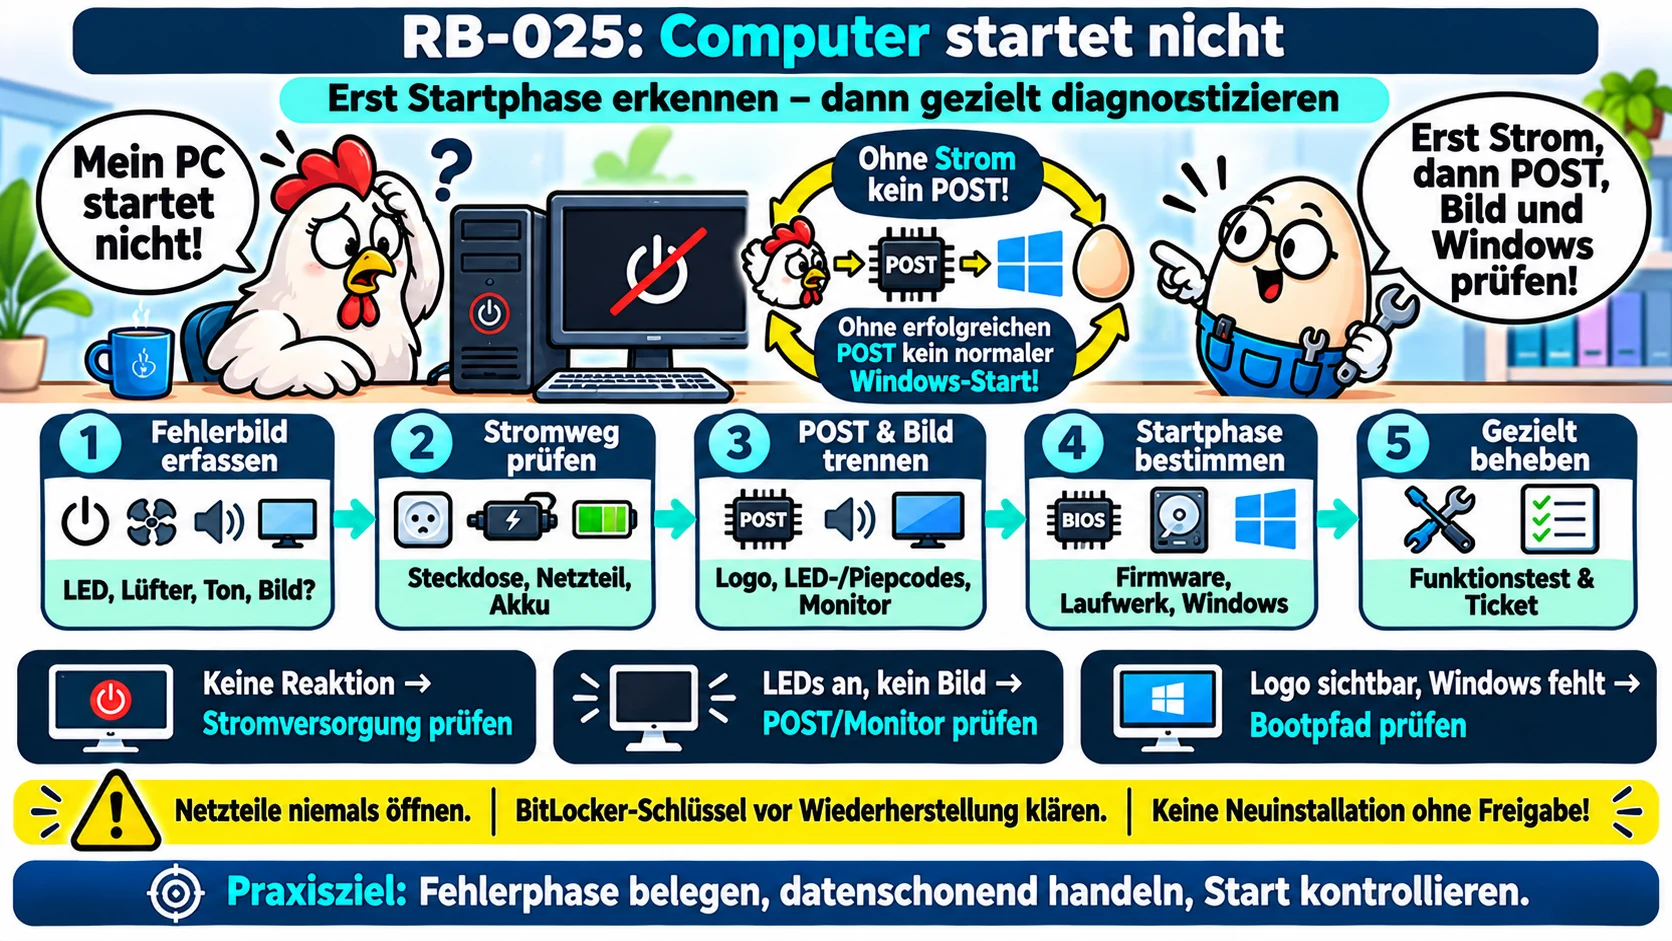 RB-025: Computer startet nicht
Erst Startphase erkennen – dann gezielt diagnorstizieren
Mein PC
startet
nicht!
?
Ohne Strom
kein POST!
POST
Ohne erfolgreichen
POST kein normaler
Windows-Start!
Erst Strom,
dann POST,
Bild und
Windows
prüfen!
1 Fehlerbild
erfassen
LED, Lüfter, Ton, Bild?
2 Stromweg
prüfen
Steckdose, Netzteil,
Akku
3 POST & Bild
trennen
POST
Logo, LED-/Piepcodes,
Monitor
4 Startphase
bestimmen
BIOS
Firmware,
Laufwerk, Windows
5 Gezielt
beheben
Funktionstest &
Ticket
Keine Reaktion →
Stromversorgung prüfen
LEDs an, kein Bild →
POST/Monitor prüfen
Logo sichtbar, Windows fehlt →
Bootpfad prüfen
! Netzteile niemals öffnen. | BitLocker-Schlüssel vor Wiederherstellung klären. | Keine Neuinstallation ohne Freigabe!
Praxisziel: Fehlerphase belegen, datenschonend handeln, Start kontrollieren.